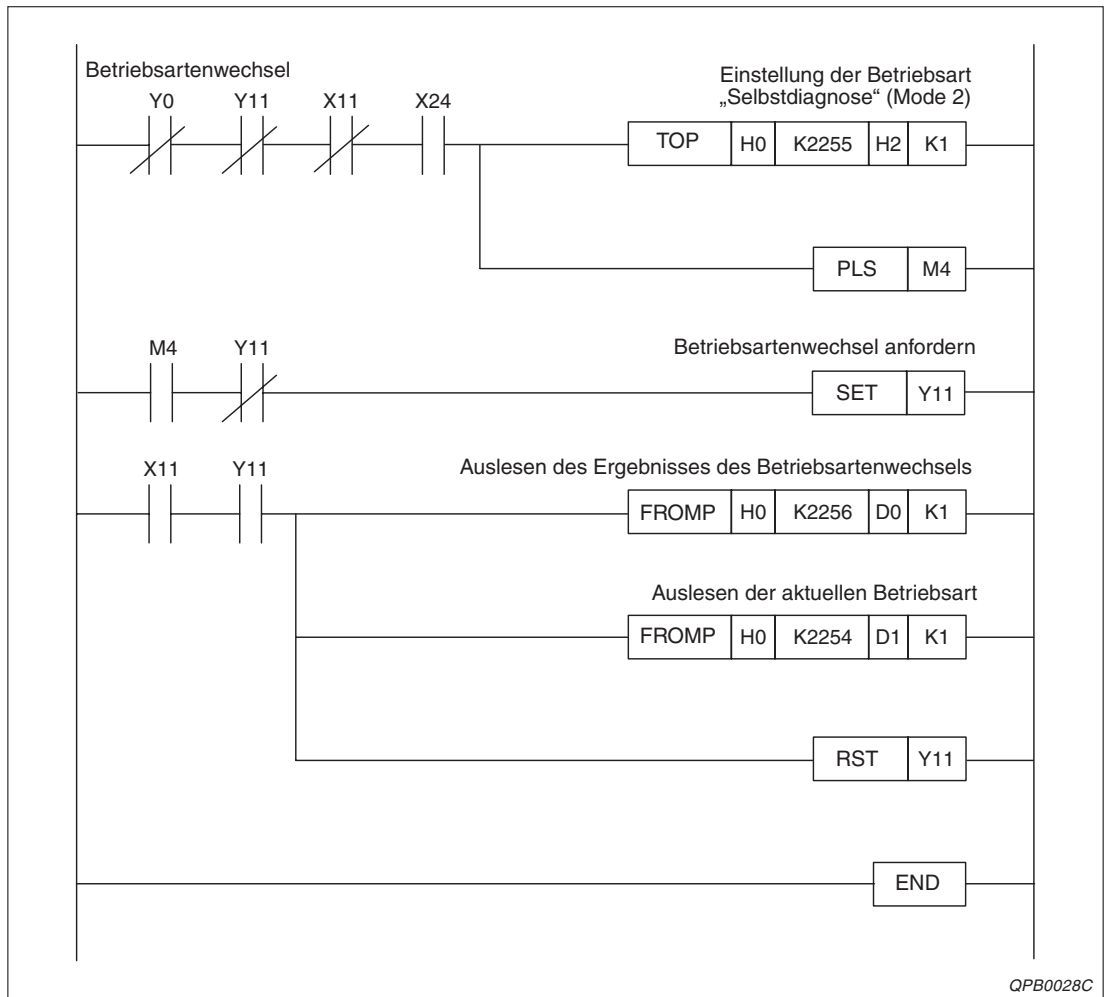 Betriebsartenwechsel
Einstellung der Betriebsart
„Selbstdiagnose“ (Mode 2)
Y0 Y11 X11 X24
TOP H0 K2255 H2 K1
PLS M4
M4 Y11
Betriebsartenwechsel anfordern
SET Y11
X11 Y11
Auslesen des Ergebnisses des Betriebsartenwechsels
FROMP H0 K2256 D0 K1
Auslesen der aktuellen Betriebsart
FROMP H0 K2254 D1 K1
RST Y11
END
QPB0028C